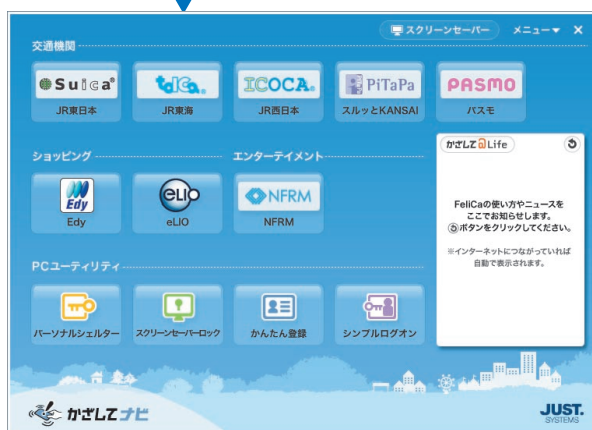 スクリーンセーバー メニュー▼ ×
交通機関
Suica
TOICA
ICOCA
PiTaPa
PASMO
JR東日本
JR東海
JR西日本
スルッとKANSAI
パスモ
ショッピング
エンターテイメント
かざしてLife
Edy
eLIO
NFRM
Edy
eLIO
NFRM
FeliCaの使い方やニュースを
ここでお知らせします。
ボタンをクリックしてください。
※インターネットにつながっていれば
自動で表示されます。
PCユーティリティ
パーソナルシェルター
スクリーンセーバーロック
かんたん登録
シンプルログオン
かざしてナビ
JUST.
SYSTEMS